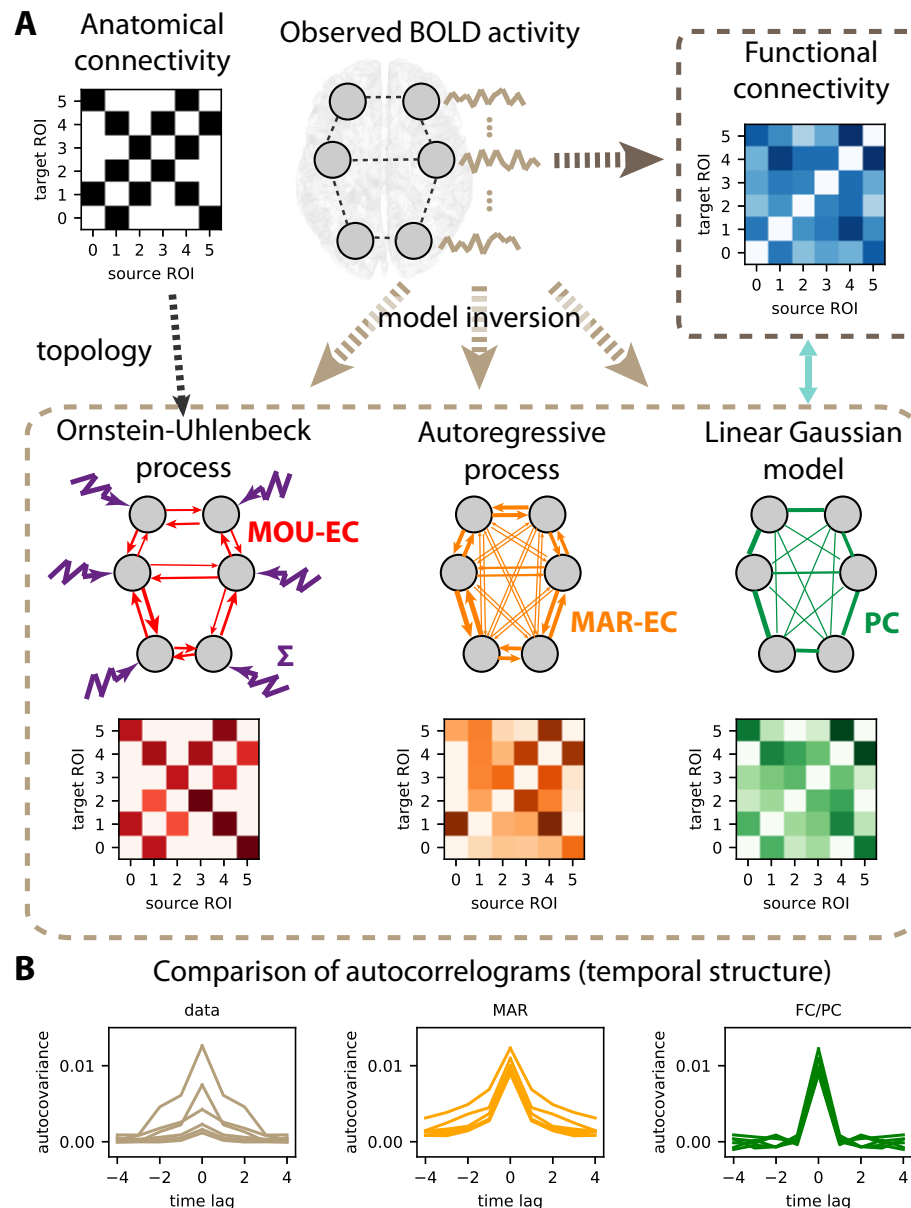 A
Anatomical
connectivity
Observed BOLD activity
Functional
connectivity
target ROI
5
4
3
2
1
0
0 1 2 3 4 5
source ROI
target ROI
5
4
3
2
1
0
0 1 2 3 4 5
source ROI
model inversion
topology
Ornstein-Uhlenbeck
process
Autoregressive
process
Linear Gaussian
model
MOU-EC
MAR-EC
PC
Σ
target ROI
5
4
3
2
1
0
0 1 2 3 4 5
source ROI
target ROI
5
4
3
2
1
0
0 1 2 3 4 5
source ROI
target ROI
5
4
3
2
1
0
0 1 2 3 4 5
source ROI
B
Comparison of autocorrelograms (temporal structure)
data
autocovariance
0.01
0.00
−4 −2 0 2 4
time lag
MAR
autocovariance
0.01
0.00
−4 −2 0 2 4
time lag
FC/PC
autocovariance
0.01
0.00
−4 −2 0 2 4
time lag